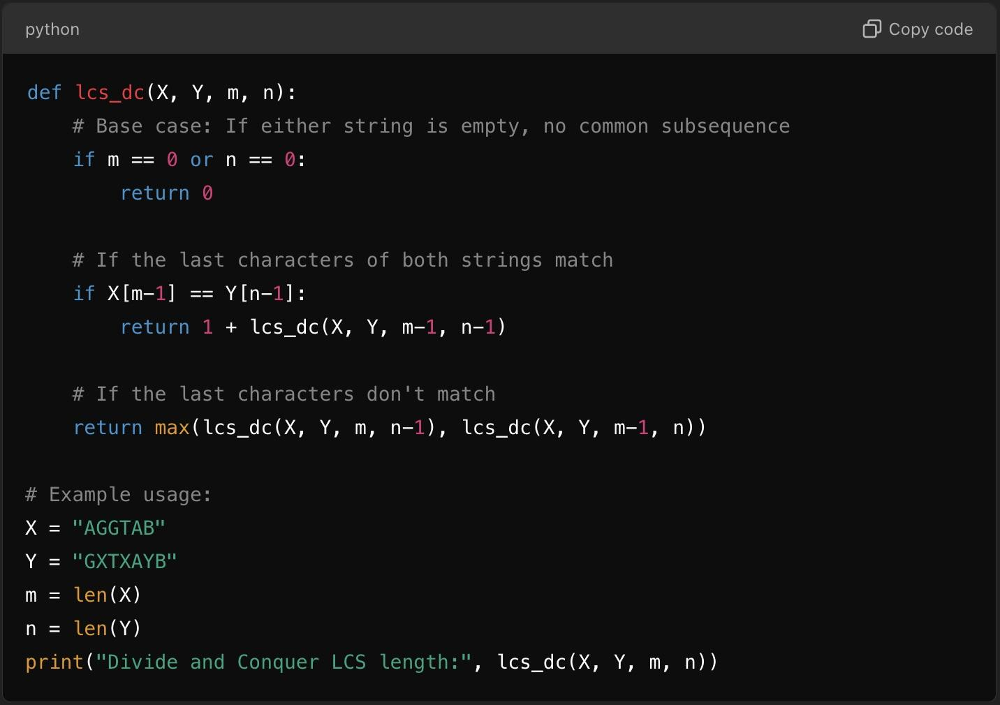 python
Copy code
def lcs_dc(X, Y, m, n):
    # Base case: If either string is empty, no common subsequence
    if m == 0 or n == 0:
        return 0

    # If the last characters of both strings match
    if X[m-1] == Y[n-1]:
        return 1 + lcs_dc(X, Y, m-1, n-1)

    # If the last characters don't match
    return max(lcs_dc(X, Y, m, n-1), lcs_dc(X, Y, m-1, n))

# Example usage:
X = "AGGTAB"
Y = "GXTXAYB"
m = len(X)
n = len(Y)
print("Divide and Conquer LCS length:", lcs_dc(X, Y, m, n))